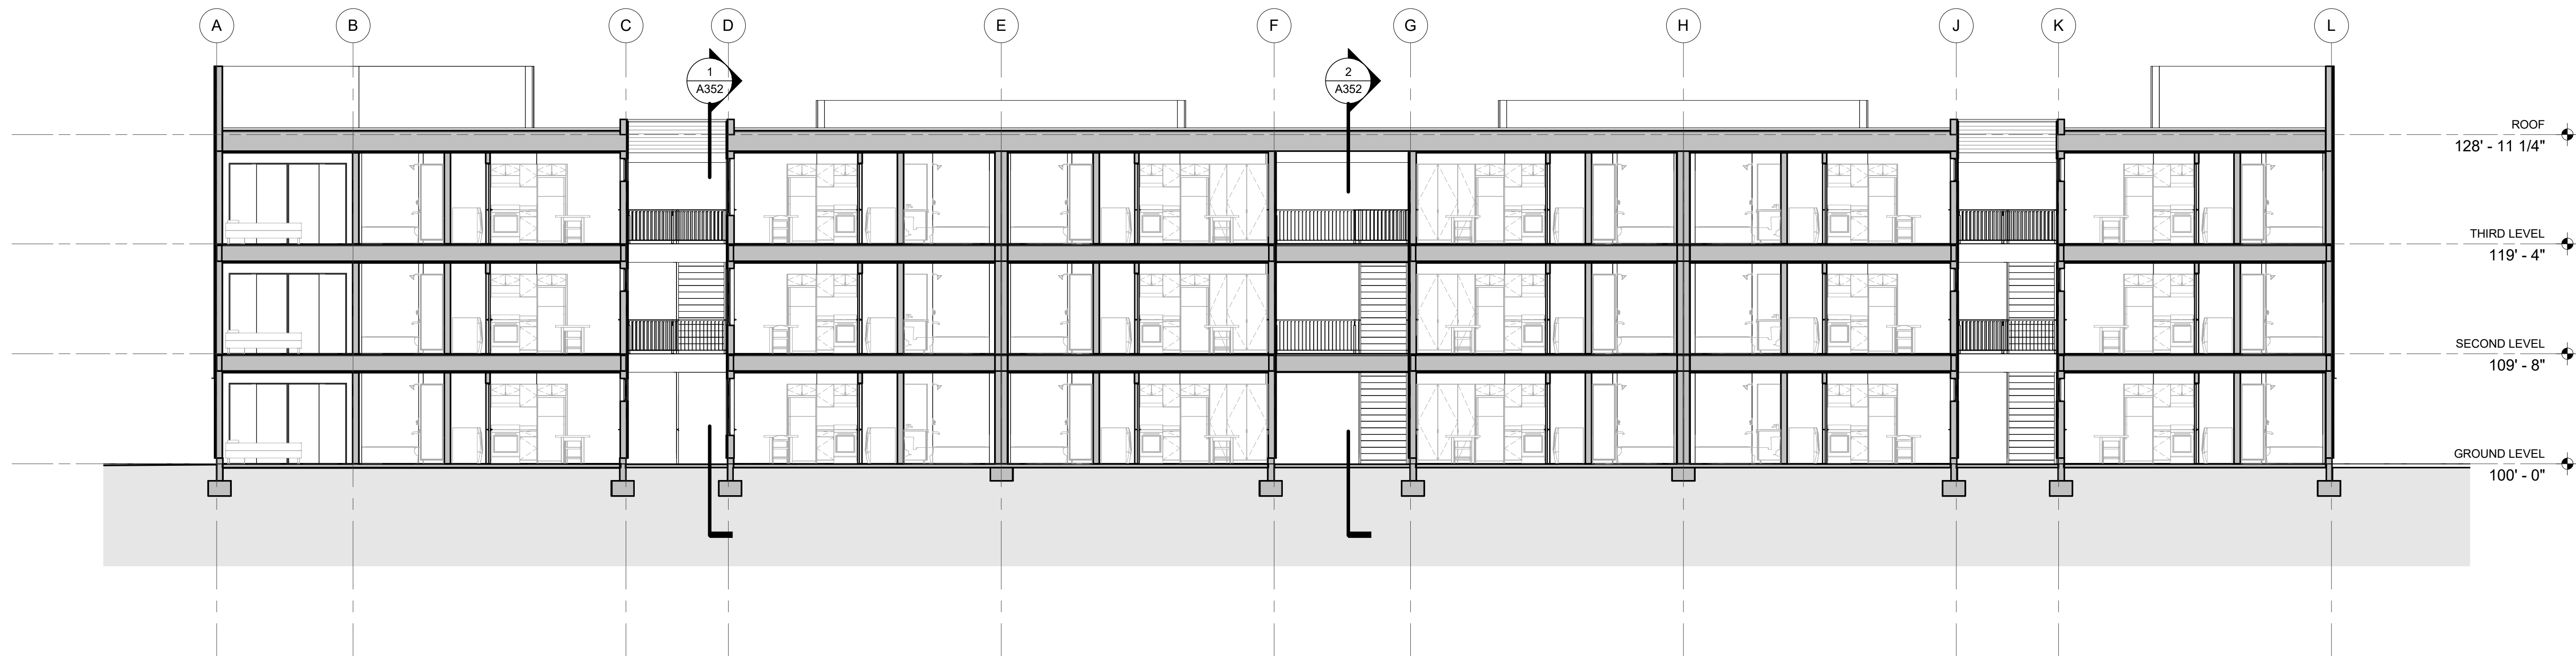 A
B
C
D
E
F
G
H
J
K
L
1
A352
2
A352
ROOF
128' - 11 1/4"
THIRD LEVEL
119' - 4"
SECOND LEVEL
109' - 8"
GROUND LEVEL
100' - 0"